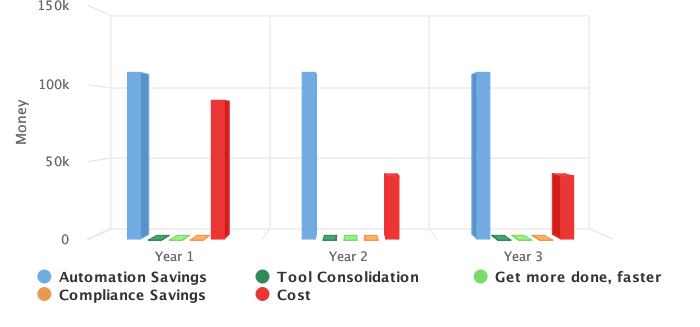 150k
100k
50k
0
Money
Year 1 Year 2 Year 3
Automation Savings Tool Consolidation Get more done, faster
Compliance Savings Cost